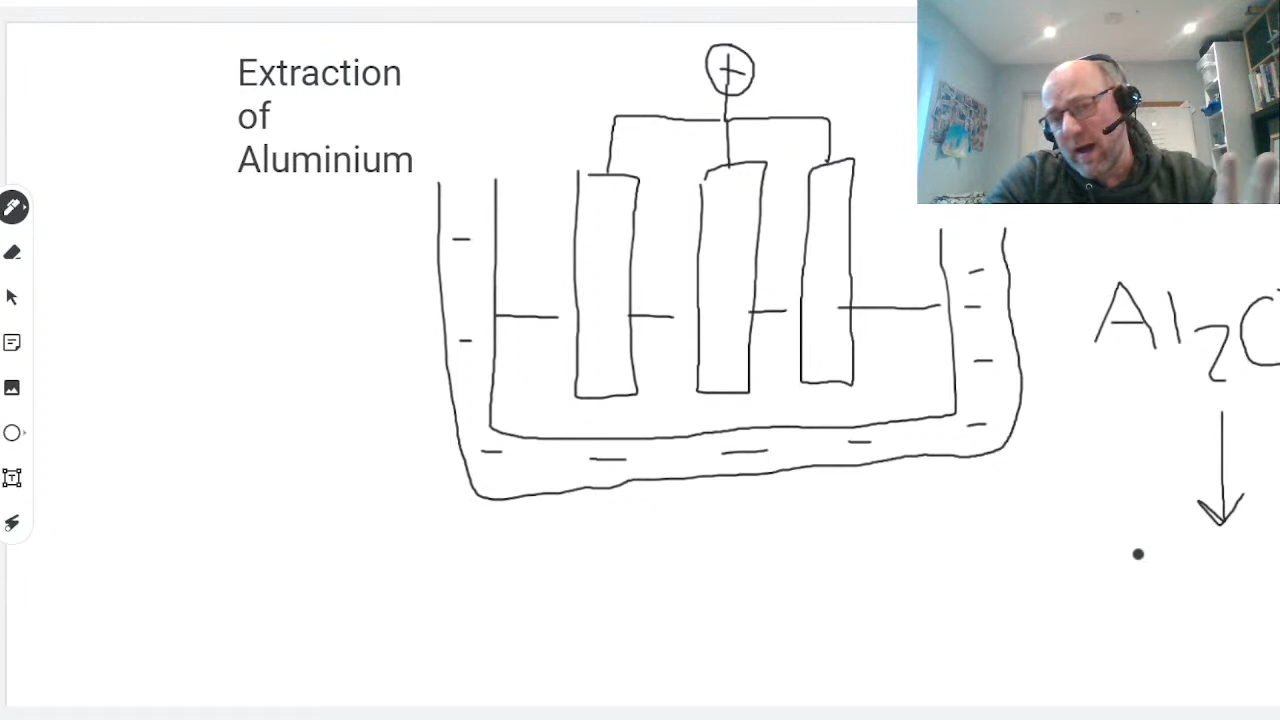 Extraction
of
Aluminium
+
Al2O
T